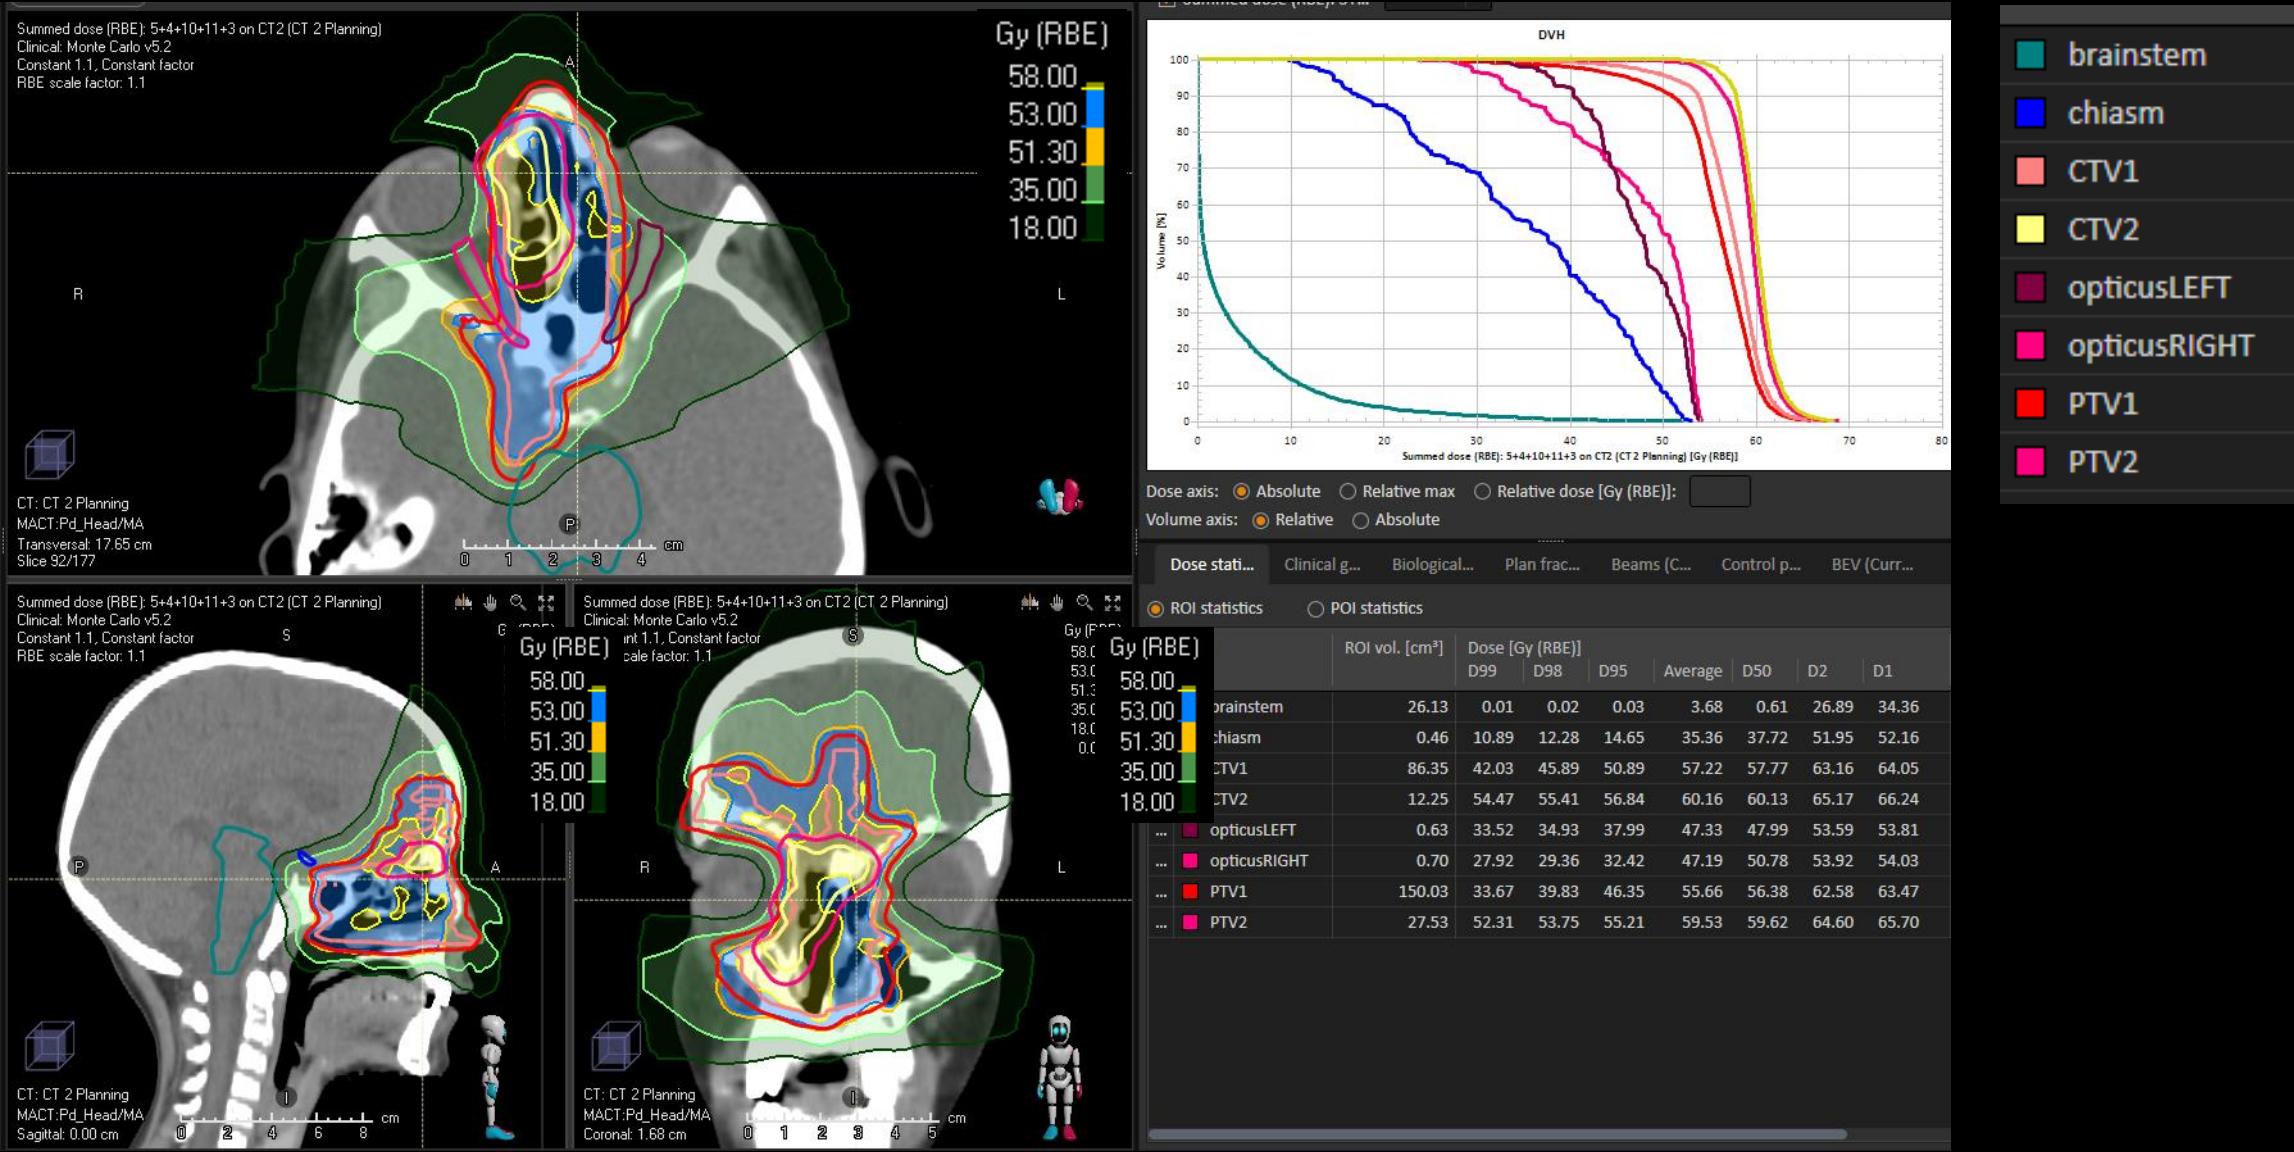 Summed dose (RBE): 5+4+10+11+3 on CT2 (CT 2 Planning)
Clinical: Monte Carlo v5.2
Constant 1.1, Constant factor
RBE scale factor: 1.1
A
Gy (RBE)
58.00
53.00
51.30
35.00
18.00
R
L
P
CT: CT 2 Planning
MACT:Pd_Head/MA
Transversal: 17.65 cm
Slice 92/177
0 1 2 3 4 cm
Summed dose (RBE): 5+4+10+11+3 on CT2 (CT 2 Planning)
Clinical: Monte Carlo v5.2
Constant 1.1, Constant factor
RBE scale factor: 1.1
S
Gy (RBE)
58.00
53.00
51.30
35.00
18.00
P
A
I
CT: CT 2 Planning
MACT:Pd_Head/MA
Sagittal: 0.00 cm
0 2 4 6 8 cm
Summed dose (RBE): 5+4+10+11+3 on CT2 (CT 2 Planning)
Clinical: Monte Carlo v5.2
nt 1.1, Constant factor
cale factor: 1.1
S
Gy (RBE)
58.00
53.00
51.30
35.00
18.00
R
L
CT: CT 2 Planning
MACT:Pd_Head/MA
Coronal: 1.68 cm
0 1 2 3 4 5 cm
Summed dose (RBE):
DVH
Volume [%]
100
90
80
70
60
50
40
30
20
10
0
0 10 20 30 40 50 60 70 80
Summed dose (RBE): 5+4+10+11+3 on CT2 (CT 2 Planning) [Gy (RBE)]
Dose axis: Absolute Relative max Relative dose [Gy (RBE)]:
Volume axis: Relative Absolute
Dose stati... Clinical g... Biological... Plan frac... Beams (C... Control p... BEV (Curr...
ROI statistics POI statistics
ROI vol. [cm³] Dose [Gy (RBE)]
D99 D98 D95 Average D50 D2 D1
brainstem 26.13 0.01 0.02 0.03 3.68 0.61 26.89 34.36
chiasm 0.46 10.89 12.28 14.65 35.36 37.72 51.95 52.16
CTV1 86.35 42.03 45.89 50.89 57.22 57.77 63.16 64.05
CTV2 12.25 54.47 55.41 56.84 60.16 60.13 65.17 66.24
... opticusLEFT 0.63 33.52 34.93 37.99 47.33 47.99 53.59 53.81
... opticusRIGHT 0.70 27.92 29.36 32.42 47.19 50.78 53.92 54.03
... PTV1 150.03 33.67 39.83 46.35 55.66 56.38 62.58 63.47
... PTV2 27.53 52.31 53.75 55.21 59.53 59.62 64.60 65.70
brainstem
chiasm
CTV1
CTV2
opticusLEFT
opticusRIGHT
PTV1
PTV2